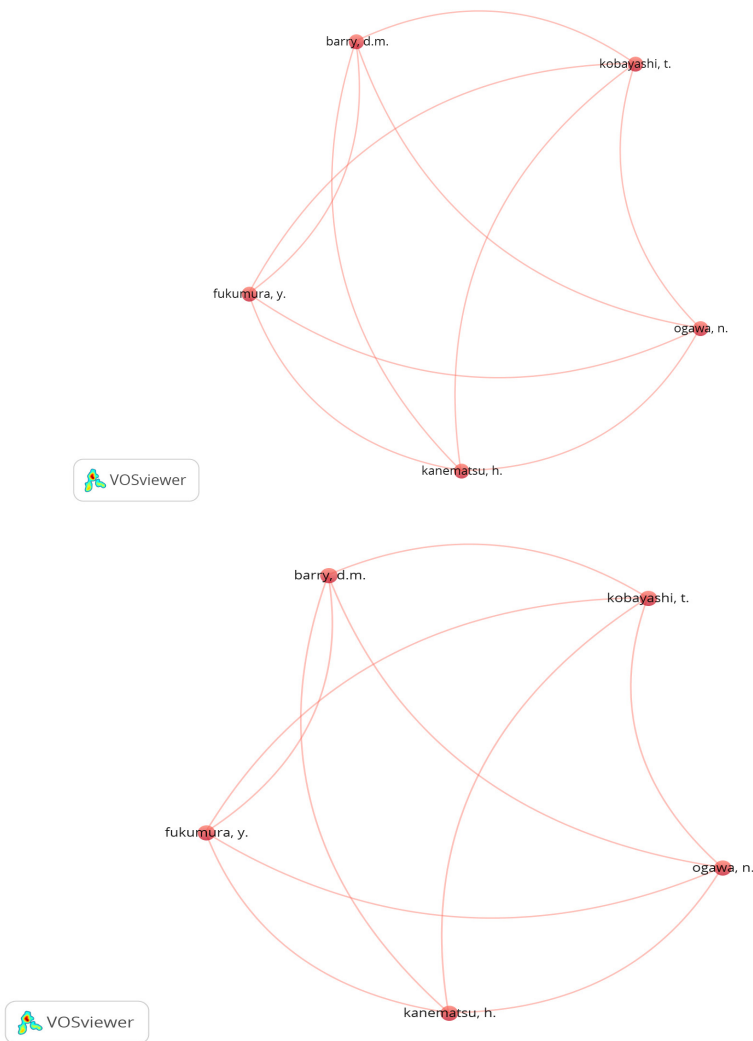 barry, d.m.
kobayashi, t.
fukumura, y.
ogawa, n.
kanematsu, h.
VOSviewer
barry, d.m.
kobayashi, t.
fukumura, y.
ogawa, n.
kanematsu, h.
VOSviewer